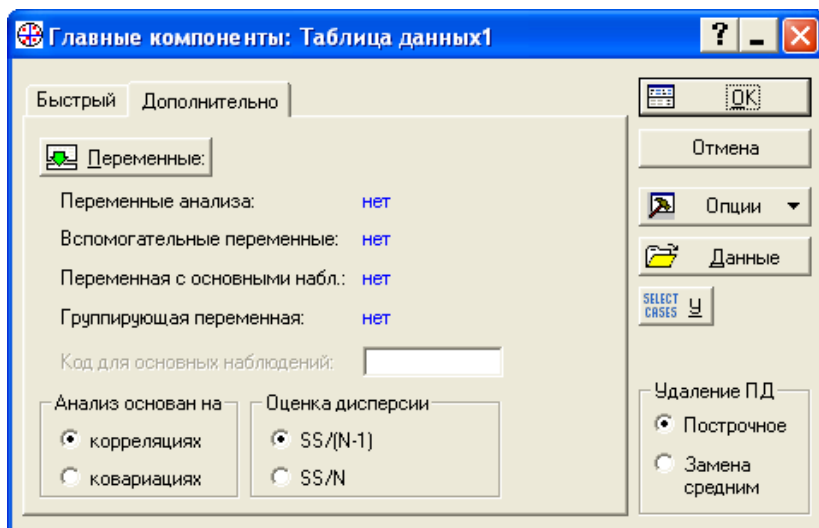 Главные компоненты: Таблица данных1
?
Быстрый
Дополнительно
Переменные:
Переменные анализа: нет
Вспомогательные переменные: нет
Переменная с основными набл.: нет
Группирующая переменная: нет
Код для основных наблюдений:
Анализ основан на
корреляциях
ковариациях
Оценка дисперсии
SS/(N-1)
SS/N
OK
Отмена
Опции
Данные
SELECT
CASES У
Удаление ПД
Построчное
Замена
средним